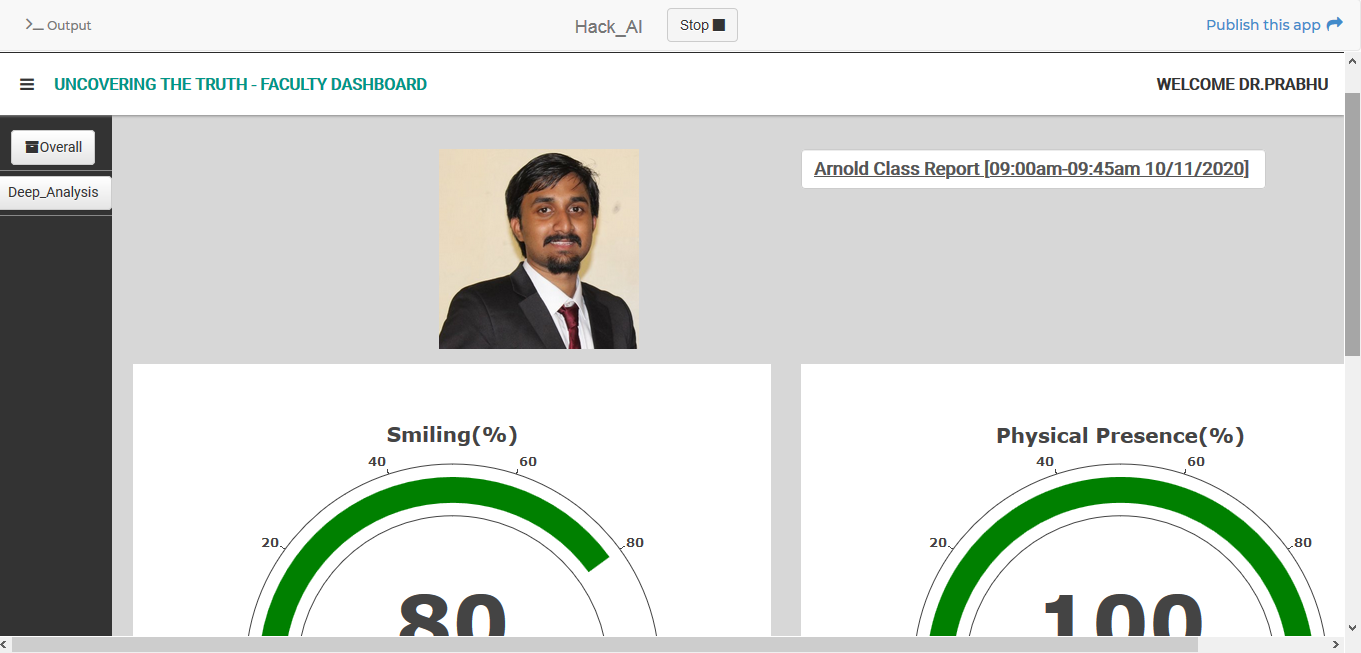 Output
Hack_AI
Stop
Publish this app
UNCOVERING THE TRUTH - FACULTY DASHBOARD
WELCOME DR.PRABHU
Overall
Deep_Analysis
Arnold Class Report [09:00am-09:45am 10/11/2020]
Smiling(%)
20
40
60
80
80
Physical Presence(%)
20
40
60
80
100